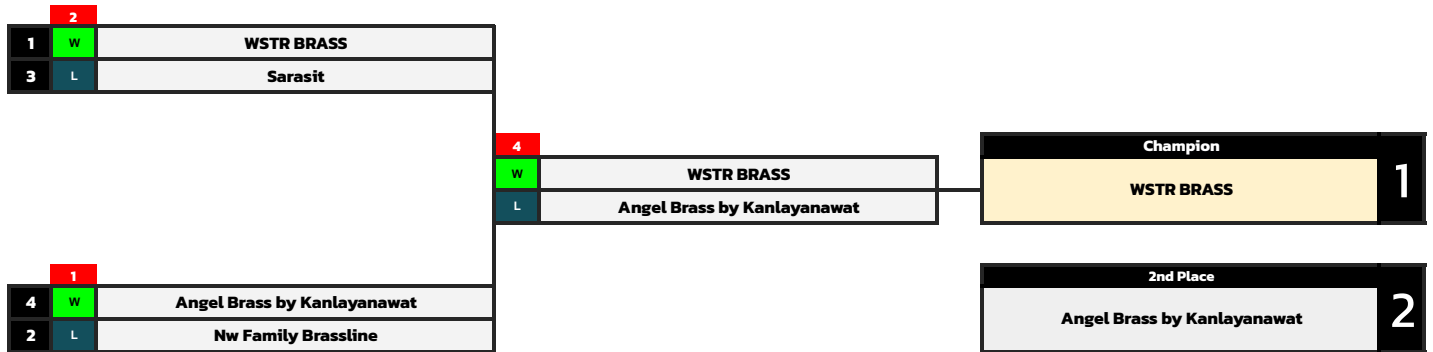 2
1 W WSTR BRASS
3 L Sarasit
4
W WSTR BRASS
L Angel Brass by Kanlayanawat
Champion
WSTR BRASS
1
1
4 W Angel Brass by Kanlayanawat
2 L Nw Family Brassline
2nd Place
Angel Brass by Kanlayanawat
2